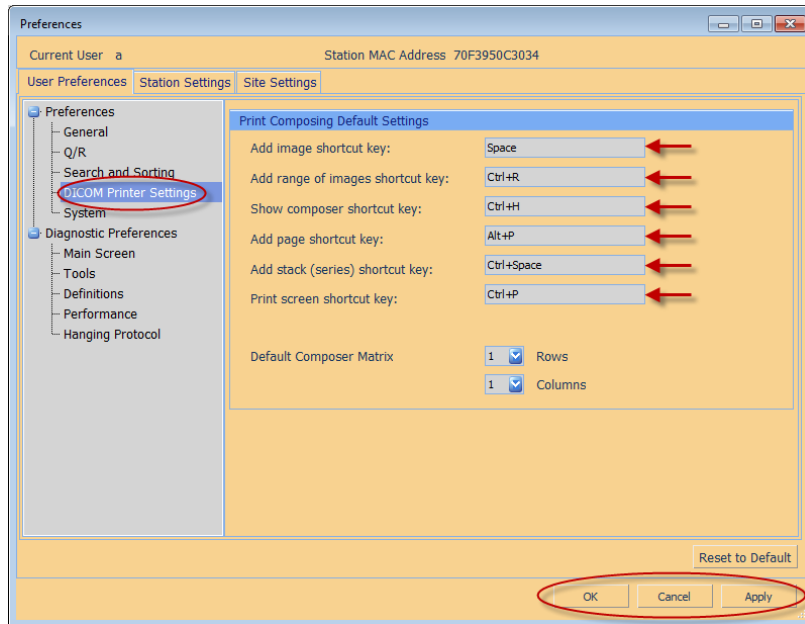 Preferences
Current User a Station MAC Address 70F3950C3034
User Preferences Station Settings Site Settings
Preferences
General
Q/R
Search and Sorting
DICOM Printer Settings
System
Diagnostic Preferences
Main Screen
Tools
Definitions
Performance
Hanging Protocol
Print Composing Default Settings
Add image shortcut key: Space
Add range of images shortcut key: Ctrl+R
Show composer shortcut key: Ctrl+H
Add page shortcut key: Alt+P
Add stack (series) shortcut key: Ctrl+Space
Print screen shortcut key: Ctrl+P
Default Composer Matrix 1 Rows
1 Columns
Reset to Default
OK Cancel Apply